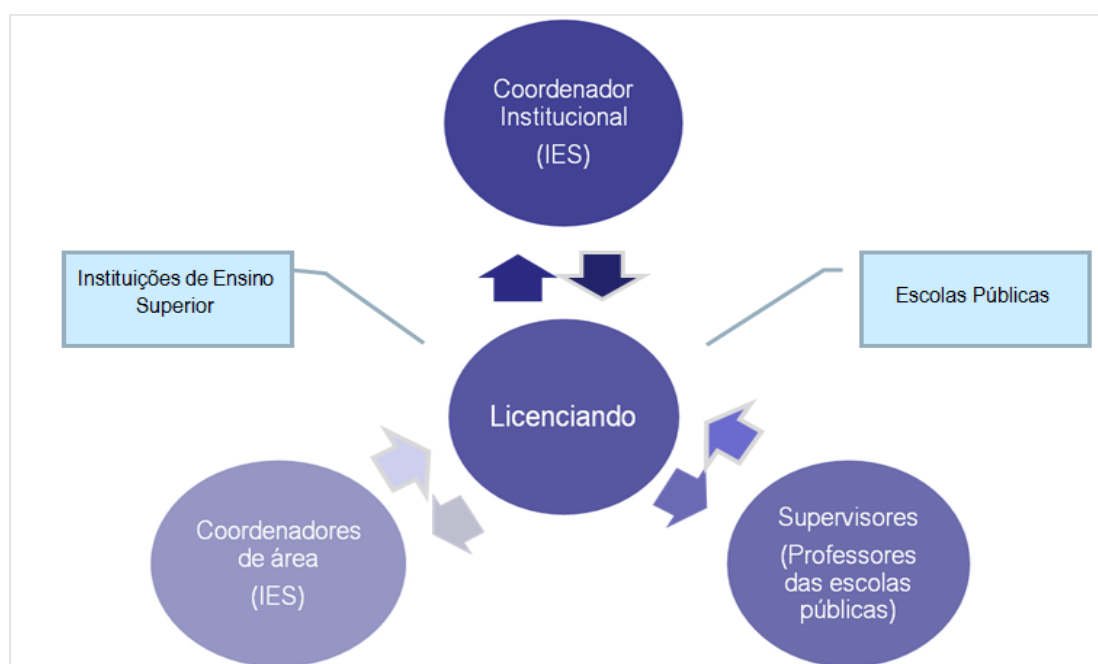 Coordenador
Institucional
(IES)
Instituições de Ensino
Superior
Escolas Públicas
Licenciando
Coordenadores
de área
(IES)
Supervisores
(Professores
das escolas
públicas)